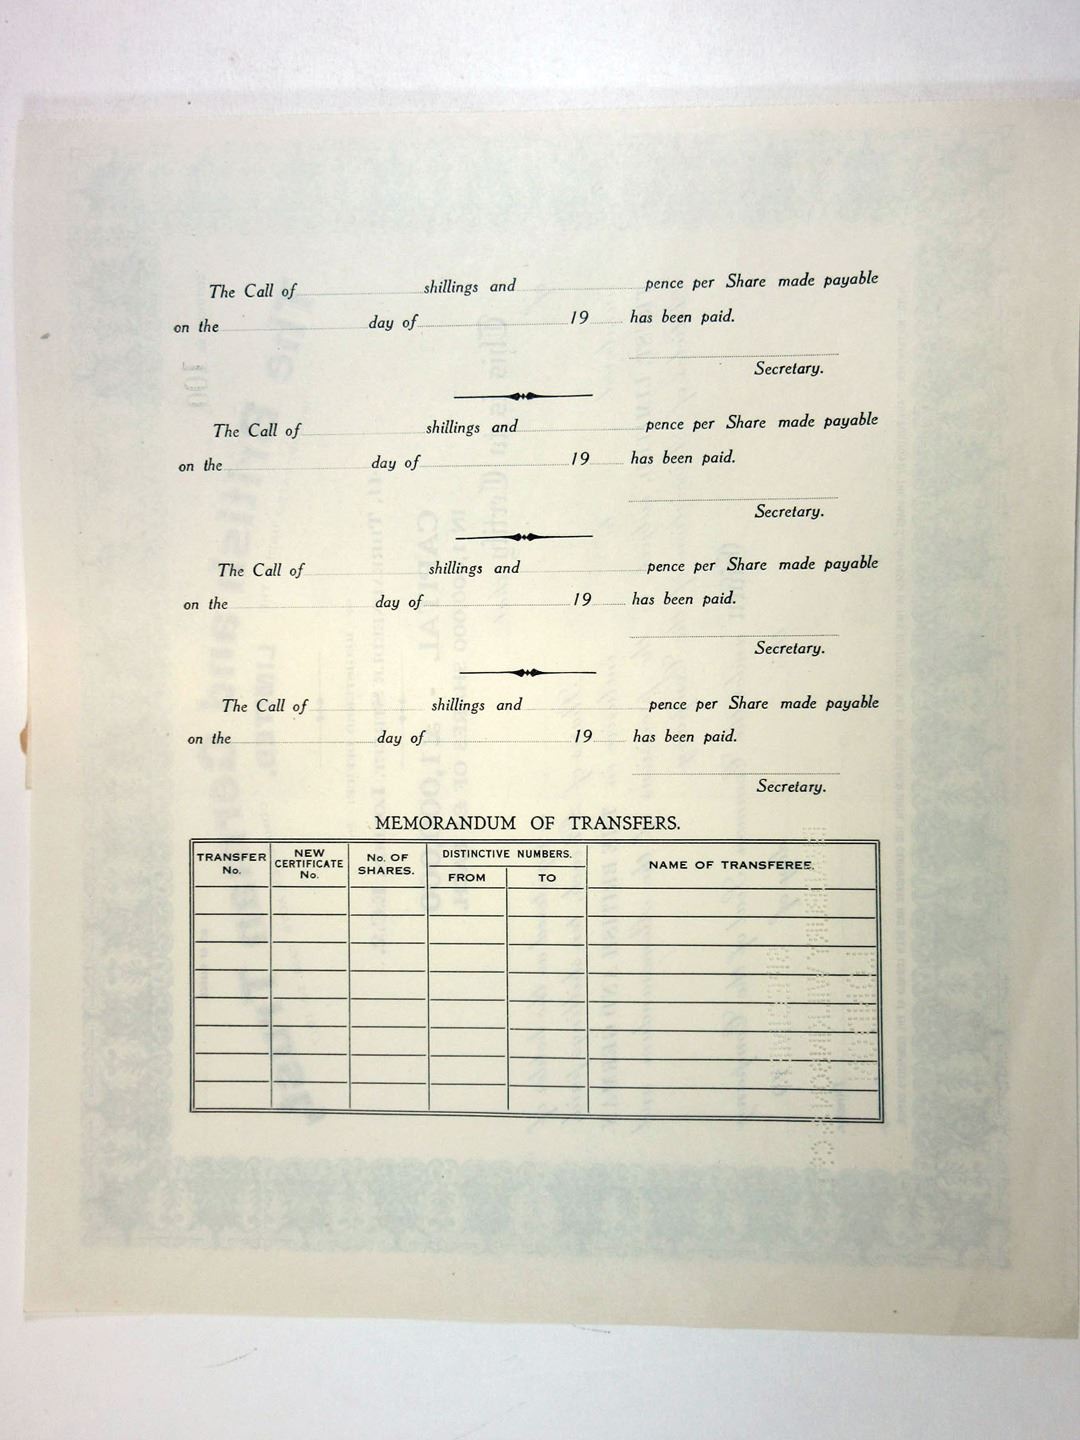 The Call of shillings and pence per Share made payable
on the day of 19 has been paid.
Secretary.
The Call of shillings and pence per Share made payable
on the day of 19 has been paid.
Secretary.
The Call of shillings and pence per Share made payable
on the day of 19 has been paid.
Secretary.
The Call of shillings and pence per Share made payable
on the day of 19 has been paid.
Secretary.
MEMORANDUM OF TRANSFERS.
TRANSFER No.
NEW CERTIFICATE No.
No. OF SHARES.
DISTINCTIVE NUMBERS.
FROM
TO
NAME OF TRANSFEREE.